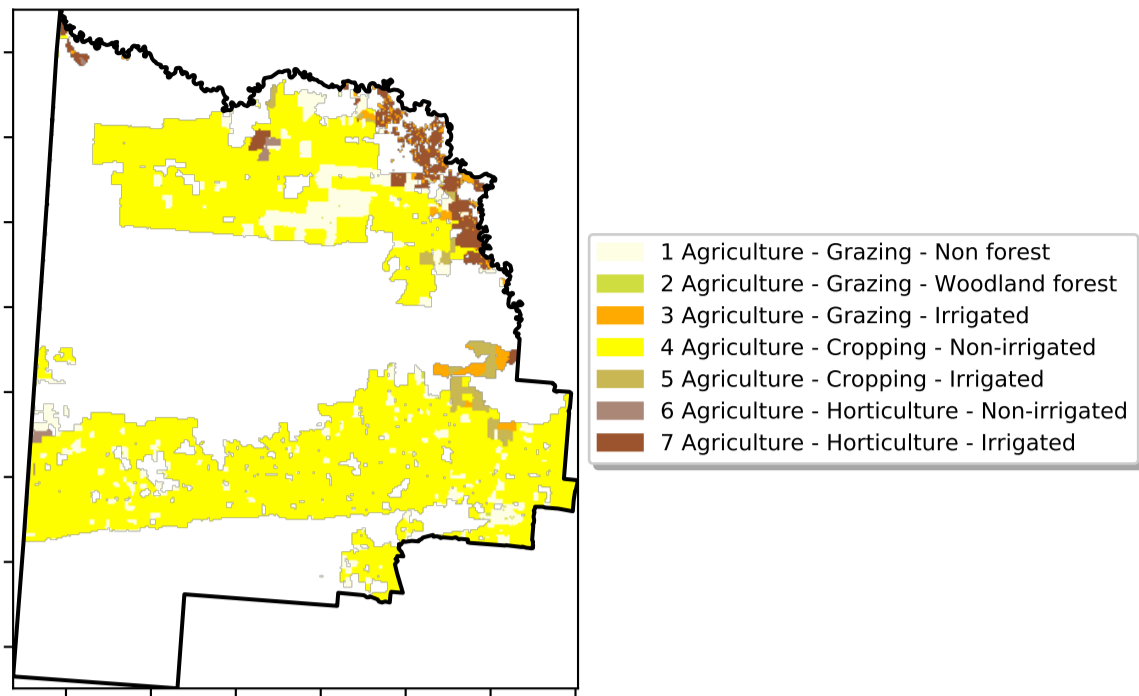 1 Agriculture - Grazing - Non forest
2 Agriculture - Grazing - Woodland forest
3 Agriculture - Grazing - Irrigated
4 Agriculture - Cropping - Non-irrigated
5 Agriculture - Cropping - Irrigated
6 Agriculture - Horticulture - Non-irrigated
7 Agriculture - Horticulture - Irrigated